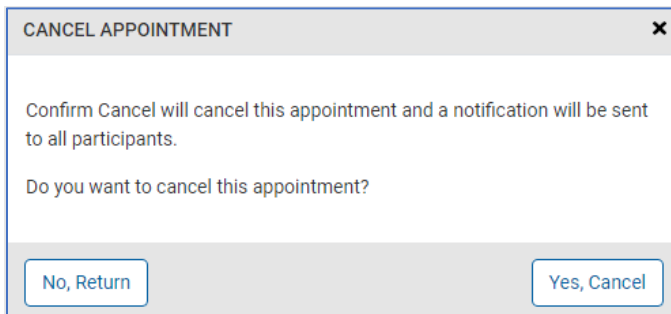 CANCEL APPOINTMENT
Confirm Cancel will cancel this appointment and a notification will be sent
to all participants.
Do you want to cancel this appointment?
No, Return
Yes, Cancel